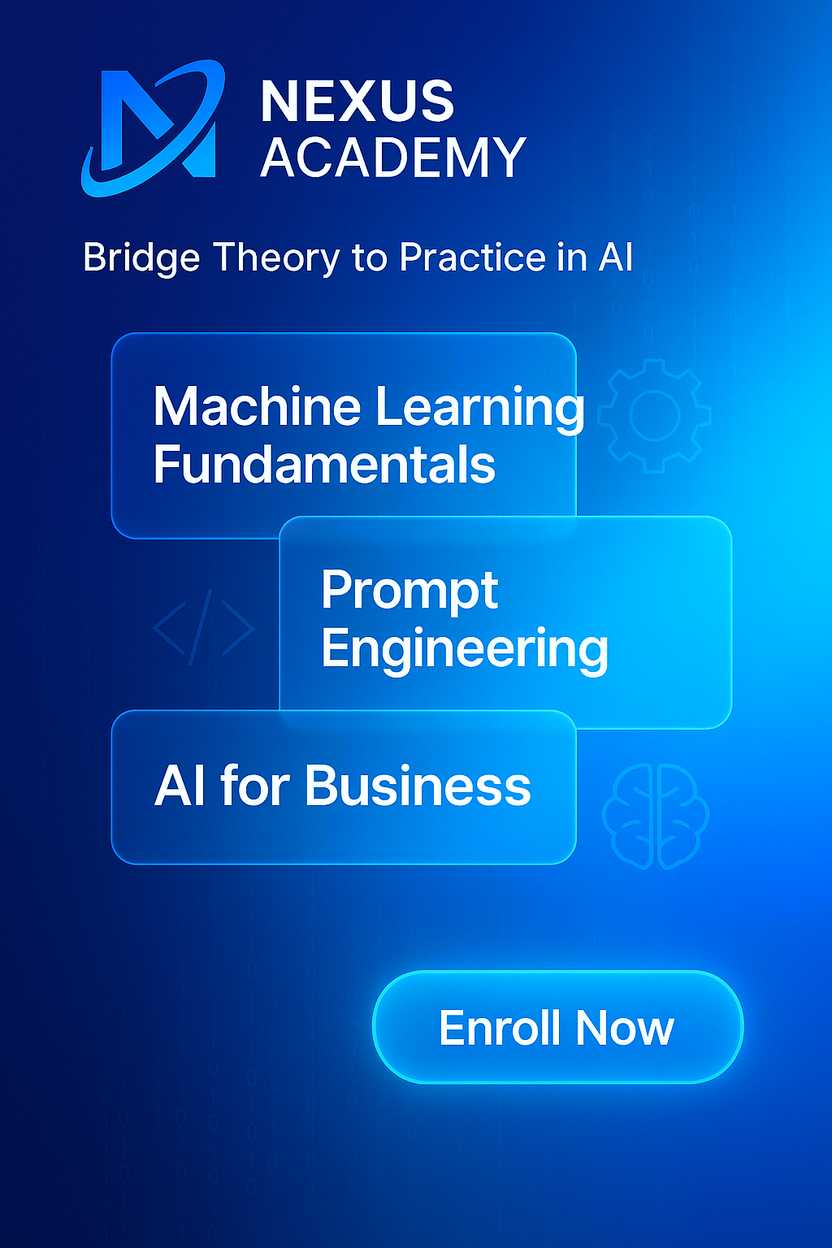 NEXUS
ACADEMY
Bridge Theory to Practice in AI
Machine Learning
Fundamentals
Prompt
Engineering
</>
AI for Business
Enroll Now